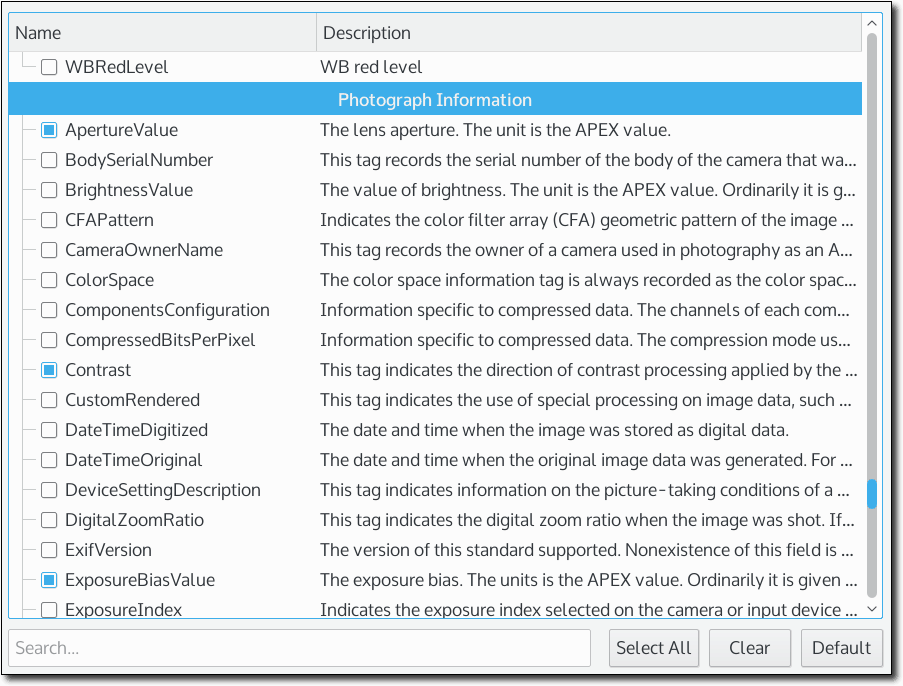 Name Description
WBRedLevel WB red level
Photograph Information
ApertureValue The lens aperture. The unit is the APEX value.
BodySerialNumber This tag records the serial number of the body of the camera that wa...
BrightnessValue The value of brightness. The unit is the APEX value. Ordinarily it is g...
CFAPattern Indicates the color filter array (CFA) geometric pattern of the image ...
CameraOwnerName This tag records the owner of a camera used in photography as an A...
ColorSpace The color space information tag is always recorded as the color spac...
ComponentsConfiguration Information specific to compressed data. The channels of each com...
CompressedBitsPerPixel Information specific to compressed data. The compression mode us...
Contrast This tag indicates the direction of contrast processing applied by the ...
CustomRendered This tag indicates the use of special processing on image data, such ...
DateTimeDigitized The date and time when the image was stored as digital data.
DateTimeOriginal The date and time when the original image data was generated. For ...
DeviceSettingDescription This tag indicates information on the picture-taking conditions of a ...
DigitalZoomRatio This tag indicates the digital zoom ratio when the image was shot. If...
ExifVersion The version of this standard supported. Nonexistence of this field is ...
ExposureBiasValue The exposure bias. The units is the APEX value. Ordinarily it is given ...
ExposureIndex Indicates the exposure index selected on the camera or input device ...
Search... Select All Clear Default